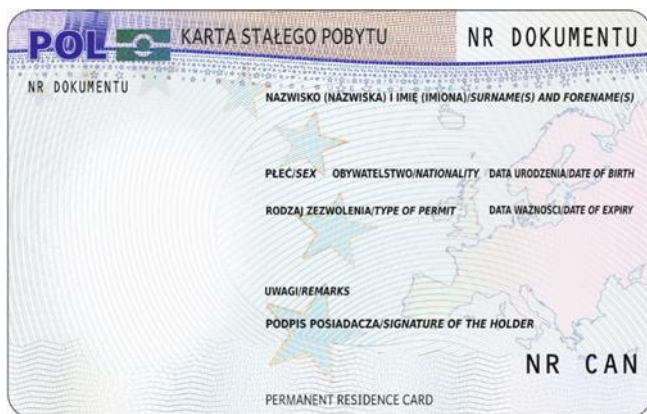 POL KARTA STAŁEGO POBYTU NR DOKUMENTU
NR DOKUMENTU
NAZWISKO (NAZWISKA) I IMIĘ (IMIONA)/SURNAME(S) AND FORENAME(S)
PŁEĆ/SEX OBYWATELSTWO/NATIONALITY DATA URODZENIA/DATE OF BIRTH
RODZAJ ZEZWOLENIA/TYPE OF PERMIT DATA WAŻNOŚCI/DATE OF EXPIRY
UWAGI/REMARKS
PODPIS POSIADACZA/SIGNATURE OF THE HOLDER
NR CAN
PERMANENT RESIDENCE CARD